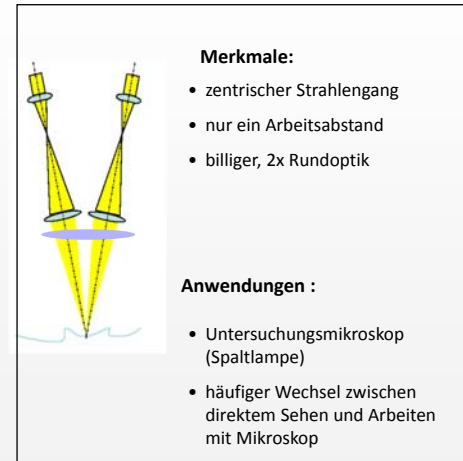 Merkmale:
• zentrischer Strahlengang
• nur ein Arbeitsabstand
• billiger, 2x Rundoptik
Anwendungen :
• Untersuchungsmikroskop
(Spaltlampe)
• häufiger Wechsel zwischen
direktem Sehen und Arbeiten
mit Mikroskop